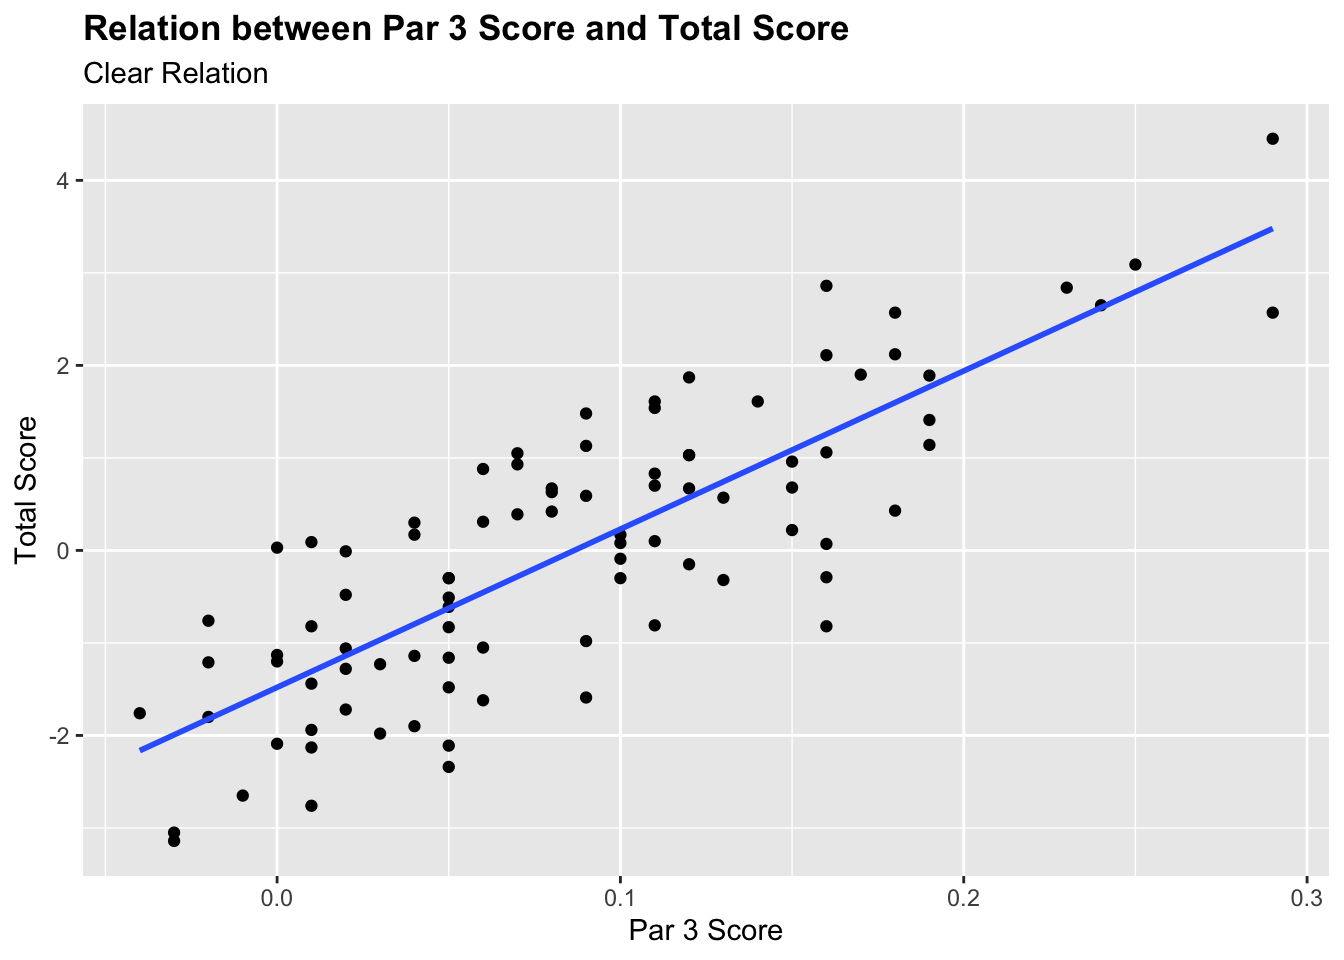 Relation between Par 3 Score and Total Score
Clear Relation
Total Score
4
2
0
-2
0.0 0.1 0.2 0.3
Par 3 Score